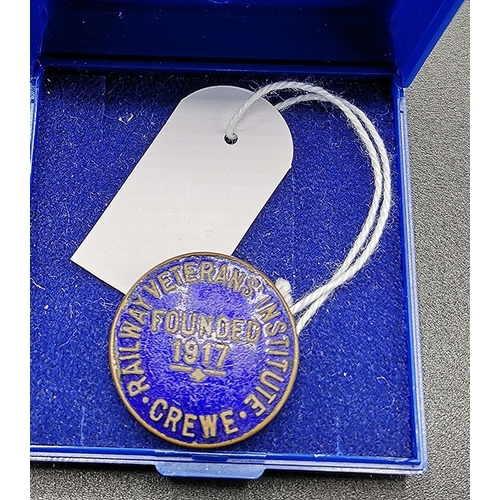 · RAILWAY VETERANS INSTITUTE ·
FOUNDED
1917
CREWE